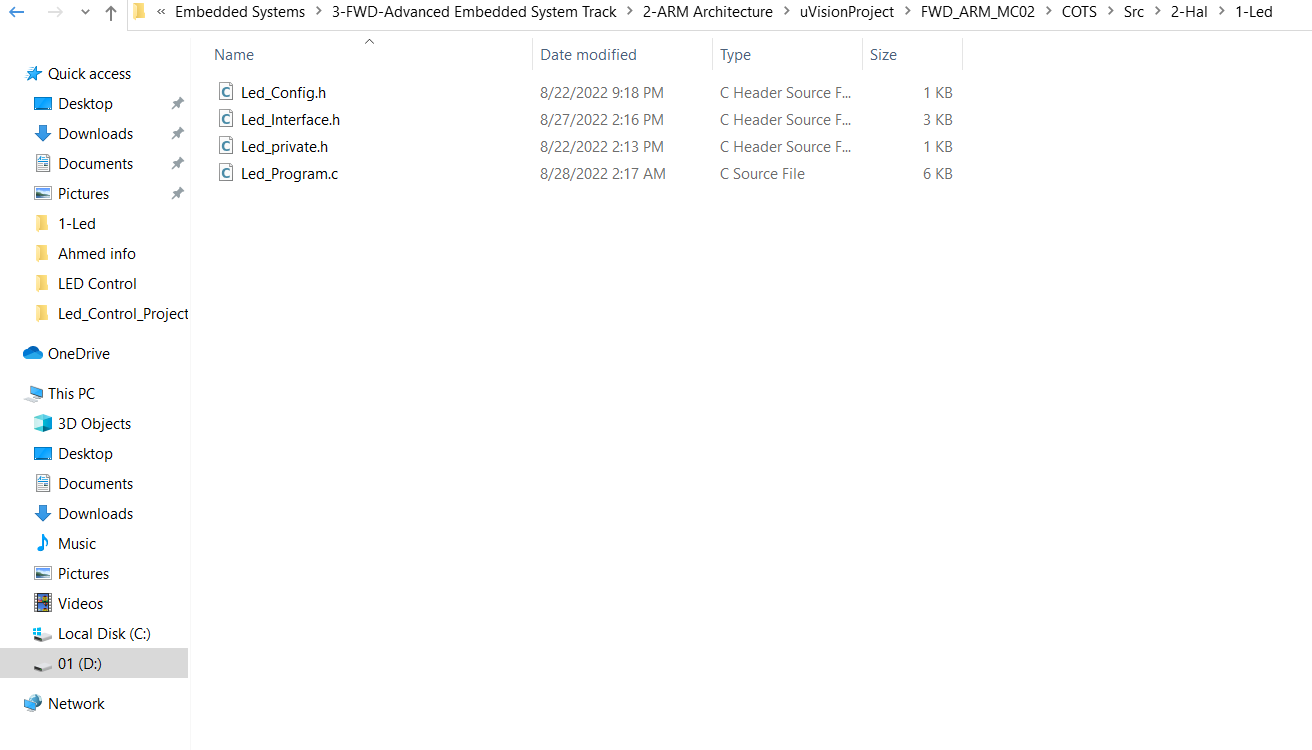 « Embedded Systems > 3-FWD-Advanced Embedded System Track > 2-ARM Architecture > uVisionProject > FWD_ARM_MC02 > COTS > Src > 2-Hal > 1-Led
Name Date modified Type Size
Led_Config.h 8/22/2022 9:18 PM C Header Source F... 1 KB
Led_Interface.h 8/27/2022 2:16 PM C Header Source F... 3 KB
Led_private.h 8/22/2022 2:13 PM C Header Source F... 1 KB
Led_Program.c 8/28/2022 2:17 AM C Source File 6 KB
Quick access
Desktop
Downloads
Documents
Pictures
1-Led
Ahmed info
LED Control
Led_Control_Project
OneDrive
This PC
3D Objects
Desktop
Documents
Downloads
Music
Pictures
Videos
Local Disk (C:)
01 (D:)
Network